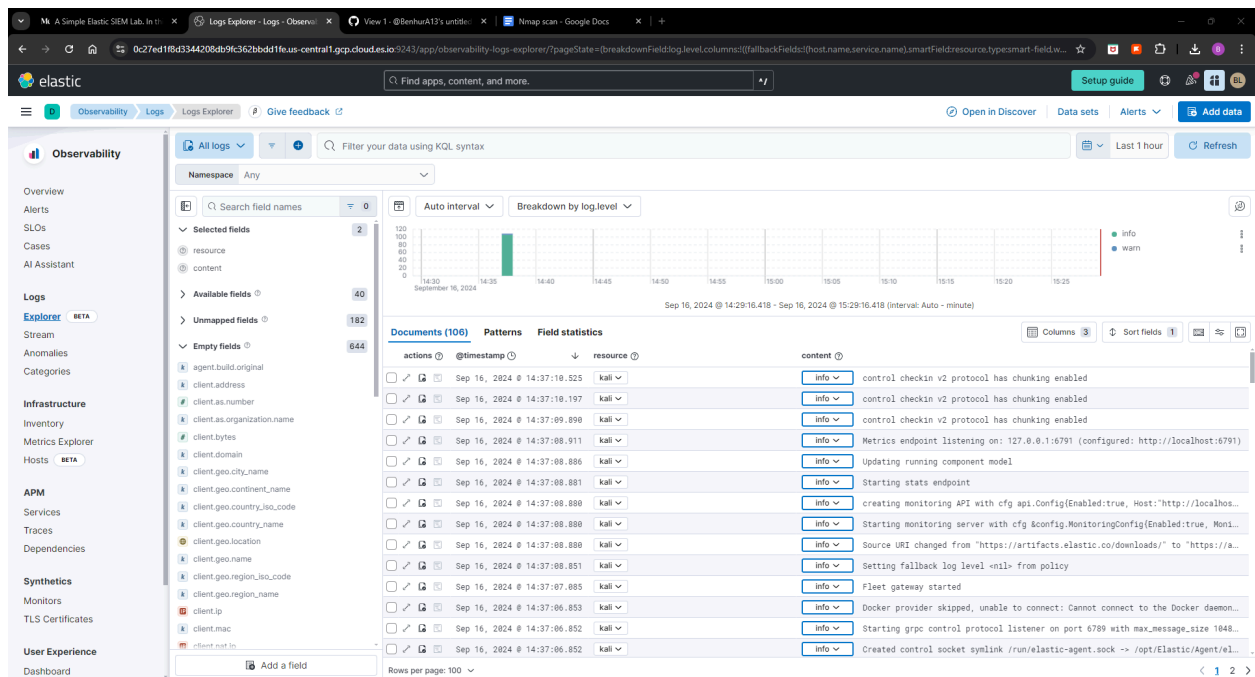 A Simple Elastic SIEM Lab. In th
Logs Explorer - Logs - Observab
View 1 - @BenhurA13's untitled
Nmap scan - Google Docs
0c27ed1f8d3344208db9fc362bbdd1fe.us-central1.gcp.cloud.es.io:9243/app/observability-logs-explorer/?pageState=(breakdownField:log.level,columns:!((fallbackFields:!(host.name,service.name),smartField:resource,type:smart-field,w...
elastic
Find apps, content, and more.
^/
Setup guide
BL
D
Observability
Logs
Logs Explorer
β
Give feedback
Open in Discover
Data sets
Alerts
Add data
Observability
Overview
Alerts
SLOs
Cases
AI Assistant
Logs
Explorer BETA
Stream
Anomalies
Categories
Infrastructure
Inventory
Metrics Explorer
Hosts BETA
APM
Services
Traces
Dependencies
Synthetics
Monitors
TLS Certificates
User Experience
Dashboard
All logs
Filter your data using KQL syntax
Last 1 hour
Refresh
Namespace Any
Search field names
0
Selected fields 2
resource
content
Available fields 40
Unmapped fields 182
Empty fields 644
agent.build.original
client.address
client.as.number
client.as.organization.name
client.bytes
client.domain
client.geo.city_name
client.geo.continent_name
client.geo.country_iso_code
client.geo.country_name
client.geo.location
client.geo.name
client.geo.region_iso_code
client.geo.region_name
client.ip
client.mac
client.nat.ip
Add a field
Auto interval
Breakdown by log.level
120
100
80
60
40
20
0
14:30 14:35 14:40 14:45 14:50 14:55 15:00 15:05 15:10 15:15 15:20 15:25
September 16, 2024
info
warn
Sep 16, 2024 @ 14:29:16.418 - Sep 16, 2024 @ 15:29:16.418 (interval: Auto - minute)
Documents (106) Patterns Field statistics
Columns 3
Sort fields 1
actions @timestamp resource content
Sep 16, 2024 @ 14:37:10.525 kali info control checkin v2 protocol has chunking enabled
Sep 16, 2024 @ 14:37:10.197 kali info control checkin v2 protocol has chunking enabled
Sep 16, 2024 @ 14:37:09.890 kali info control checkin v2 protocol has chunking enabled
Sep 16, 2024 @ 14:37:08.911 kali info Metrics endpoint listening on: 127.0.0.1:6791 (configured: http://localhost:6791)
Sep 16, 2024 @ 14:37:08.886 kali info Updating running component model
Sep 16, 2024 @ 14:37:08.881 kali info Starting stats endpoint
Sep 16, 2024 @ 14:37:08.880 kali info creating monitoring API with cfg api.Config{Enabled:true, Host:"http://localhos...
Sep 16, 2024 @ 14:37:08.880 kali info Starting monitoring server with cfg &config.MonitoringConfig{Enabled:true, Moni...
Sep 16, 2024 @ 14:37:08.880 kali info Source URI changed from "https://artifacts.elastic.co/downloads/" to "https://a...
Sep 16, 2024 @ 14:37:08.851 kali info Setting fallback log level <nil> from policy
Sep 16, 2024 @ 14:37:07.085 kali info Fleet gateway started
Sep 16, 2024 @ 14:37:06.853 kali info Docker provider skipped, unable to connect: Cannot connect to the Docker daemon...
Sep 16, 2024 @ 14:37:06.852 kali info Starting grpc control protocol listener on port 6789 with max_message_size 1048...
Sep 16, 2024 @ 14:37:06.852 kali info Created control socket symlink /run/elastic-agent.sock -> /opt/Elastic/Agent/el...
Rows per page: 100
1 2